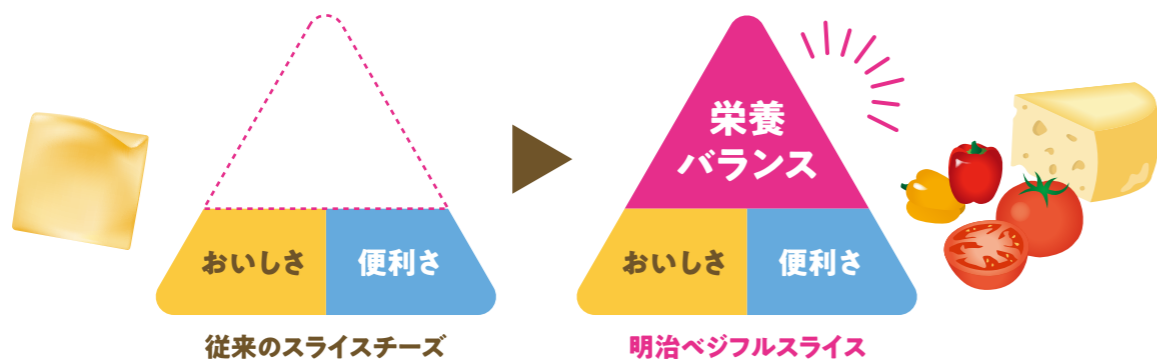 おいしさ
便利さ
従来のスライスチーズ
栄養
バランス
おいしさ
便利さ
明治ベジフルスライス